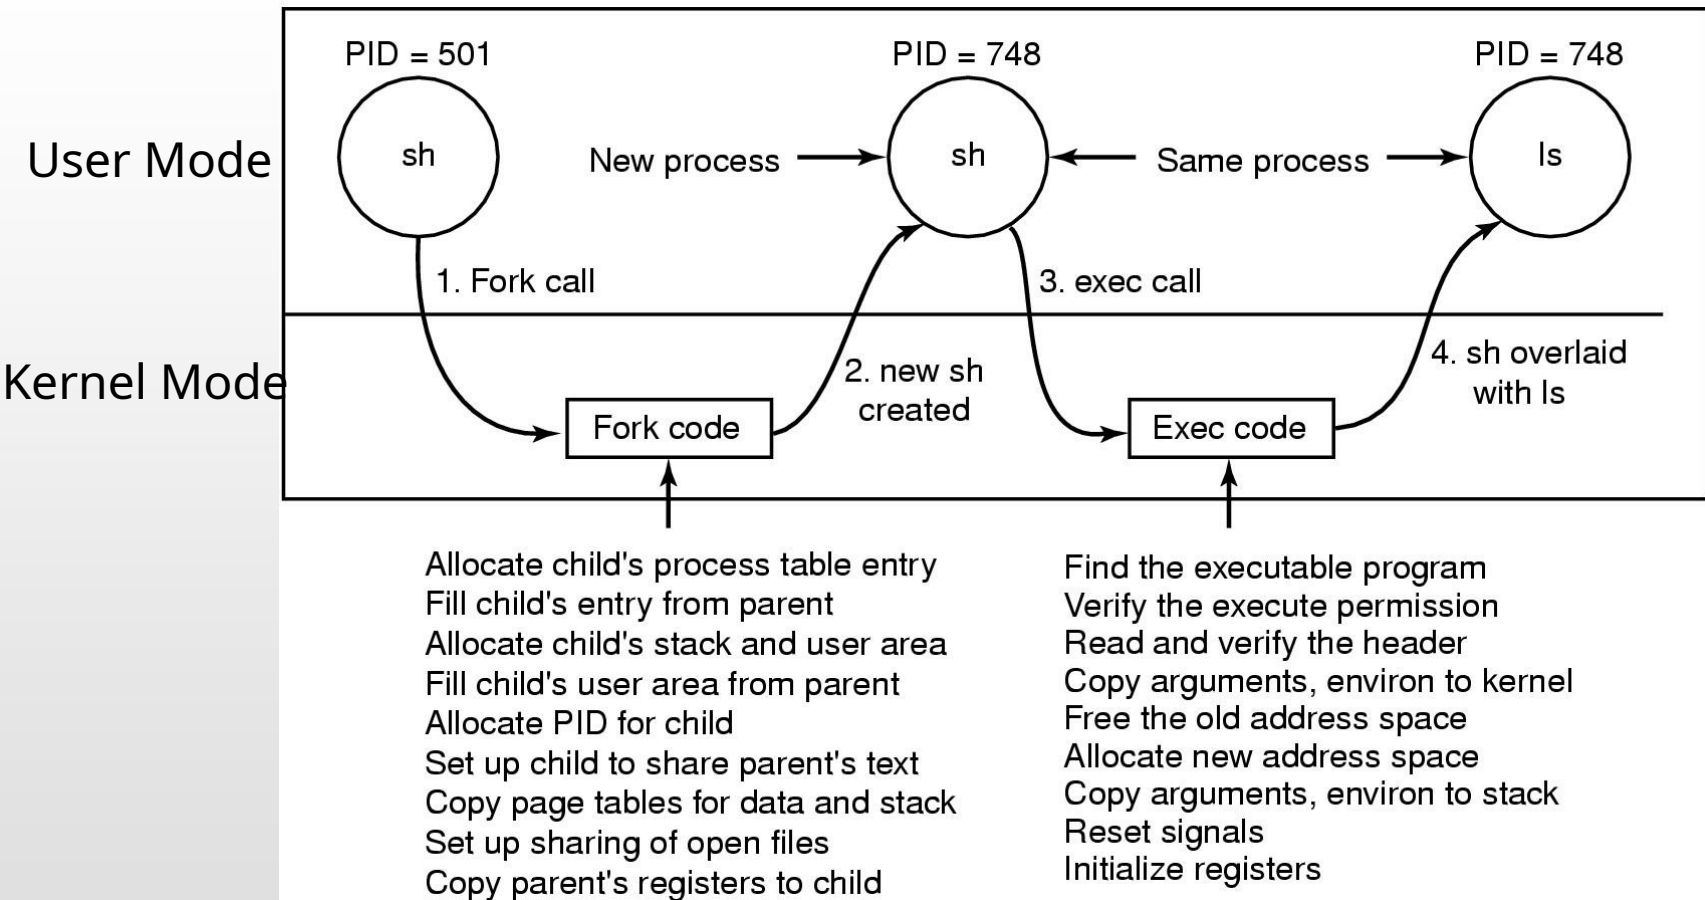 PID = 501
PID = 748
PID = 748
User Mode
sh
New process
sh
Same process
ls
1. Fork call
3. exec call
Kernel Mode
2. new sh
created
4. sh overlaid
with ls
Fork code
Exec code
Allocate child's process table entry
Fill child's entry from parent
Allocate child's stack and user area
Fill child's user area from parent
Allocate PID for child
Set up child to share parent's text
Copy page tables for data and stack
Set up sharing of open files
Copy parent's registers to child
Find the executable program
Verify the execute permission
Read and verify the header
Copy arguments, environ to kernel
Free the old address space
Allocate new address space
Copy arguments, environ to stack
Reset signals
Initialize registers